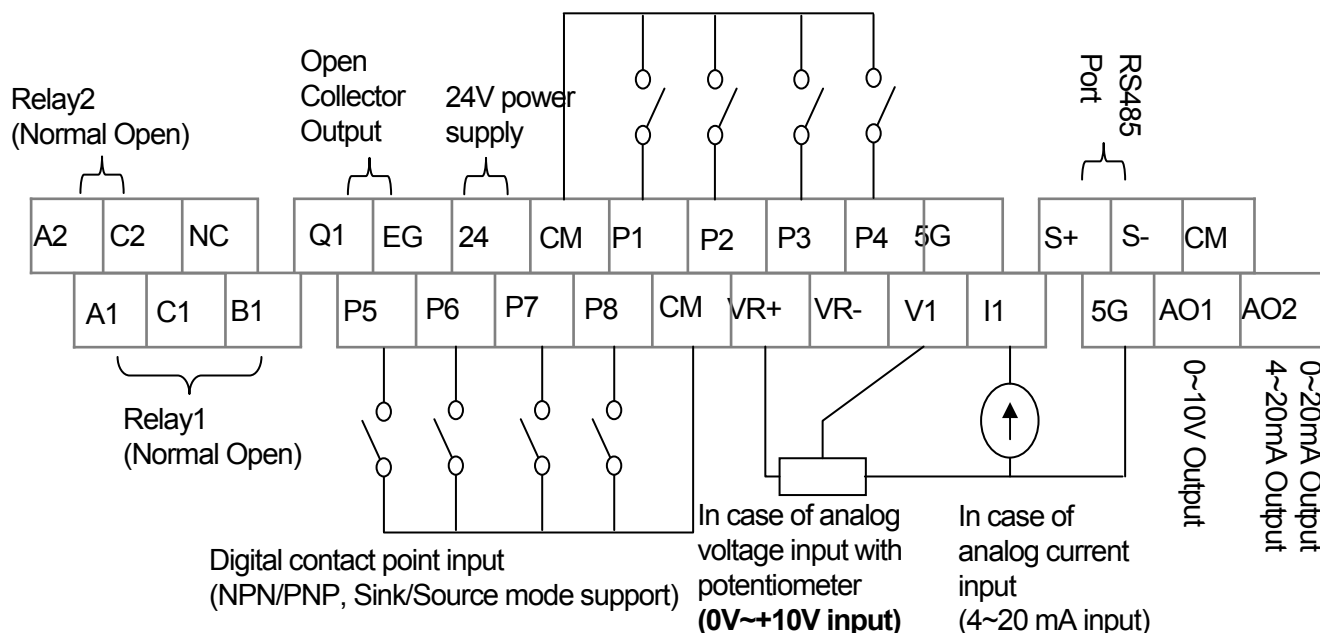 Open
Collector
Output
24V power
supply
Relay2
(Normal Open)
RS485
Port
A2 C2 NC
Q1 EG 24 CM P1 P2 P3 P4 5G
S+ S- CM
A1 C1 B1
P5 P6 P7 P8 CM VR+ VR- V1 I1
5G AO1 AO2
Relay1
(Normal Open)
0~10V Output
0~20mA Output
4~20mA Output
Digital contact point input
(NPN/PNP, Sink/Source mode support)
In case of analog
voltage input with
potentiometer
(0V~+10V input)
In case of
analog current
input
(4~20 mA input)